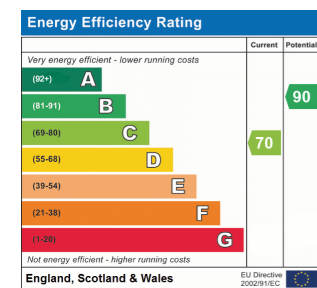 Energy Efficiency Rating
Current Potential
Very energy efficient - lower running costs
(92+) A
(81-91) B
90
(69-80) C
70
(55-68) D
(39-54) E
(21-38) F
(1-20) G
Not energy efficient - higher running costs
England, Scotland & Wales
EU Directive
2002/91/EC